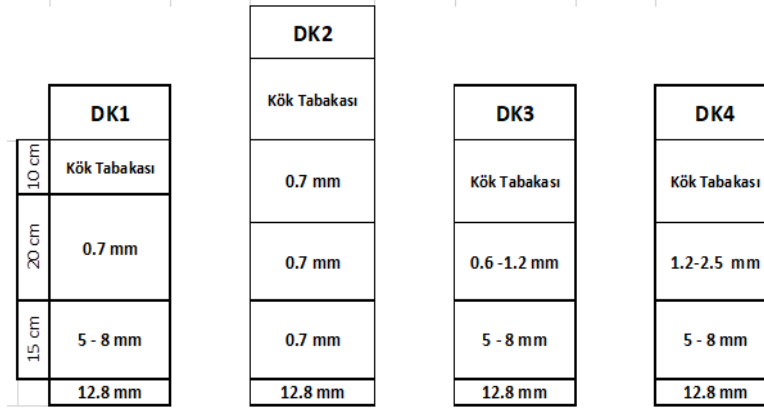 DK1
Kök Tabakası
0.7 mm
5 - 8 mm
12.8 mm
10 cm
20 cm
15 cm
DK2
Kök Tabakası
0.7 mm
0.7 mm
0.7 mm
12.8 mm
DK3
Kök Tabakası
0.6 -1.2 mm
5 - 8 mm
12.8 mm
DK4
Kök Tabakası
1.2-2.5 mm
5 - 8 mm
12.8 mm